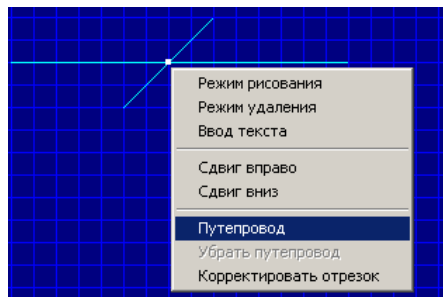 Режим рисования
Режим удаления
Ввод текста
Сдвиг вправо
Сдвиг вниз
Путепровод
Убрать путепровод
Корректировать отрезок